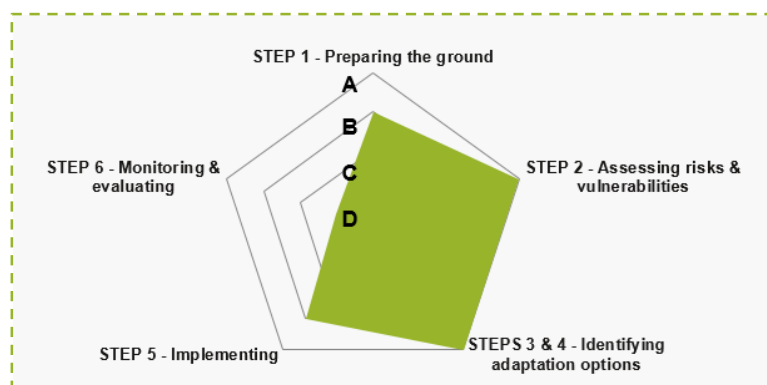 STEP 1 - Preparing the ground
A
B
C
D
STEP 6 - Monitoring &
evaluating
STEP 2 - Assessing risks &
vulnerabilities
STEP 5 - Implementing
STEPS 3 & 4 - Identifying
adaptation options